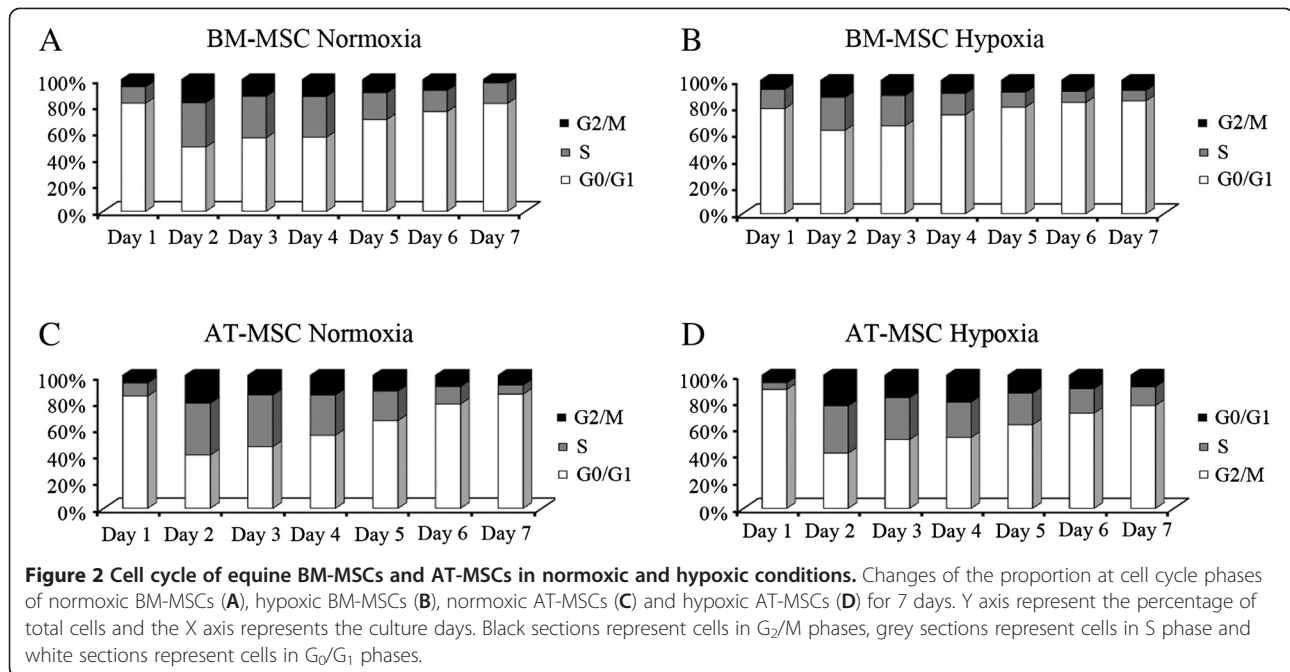 A
BM-MSC Normoxia
100%
80%
60%
40%
20%
0%
Day 1 Day 2 Day 3 Day 4 Day 5 Day 6 Day 7
G2/M
S
G0/G1
B
BM-MSC Hypoxia
100%
80%
60%
40%
20%
0%
Day 1 Day 2 Day 3 Day 4 Day 5 Day 6 Day 7
G2/M
S
G0/G1
C
AT-MSC Normoxia
100%
80%
60%
40%
20%
0%
Day 1 Day 2 Day 3 Day 4 Day 5 Day 6 Day 7
G2/M
S
G0/G1
D
AT-MSC Hypoxia
100%
80%
60%
40%
20%
0%
Day 1 Day 2 Day 3 Day 4 Day 5 Day 6 Day 7
G0/G1
S
G2/M
Figure 2 Cell cycle of equine BM-MSCs and AT-MSCs in normoxic and hypoxic conditions. Changes of the proportion at cell cycle phases
of normoxic BM-MSCs (A), hypoxic BM-MSCs (B), normoxic AT-MSCs (C) and hypoxic AT-MSCs (D) for 7 days. Y axis represent the percentage of
total cells and the X axis represents the culture days. Black sections represent cells in G₂/M phases, grey sections represent cells in S phase and
white sections represent cells in G₀/G₁ phases.